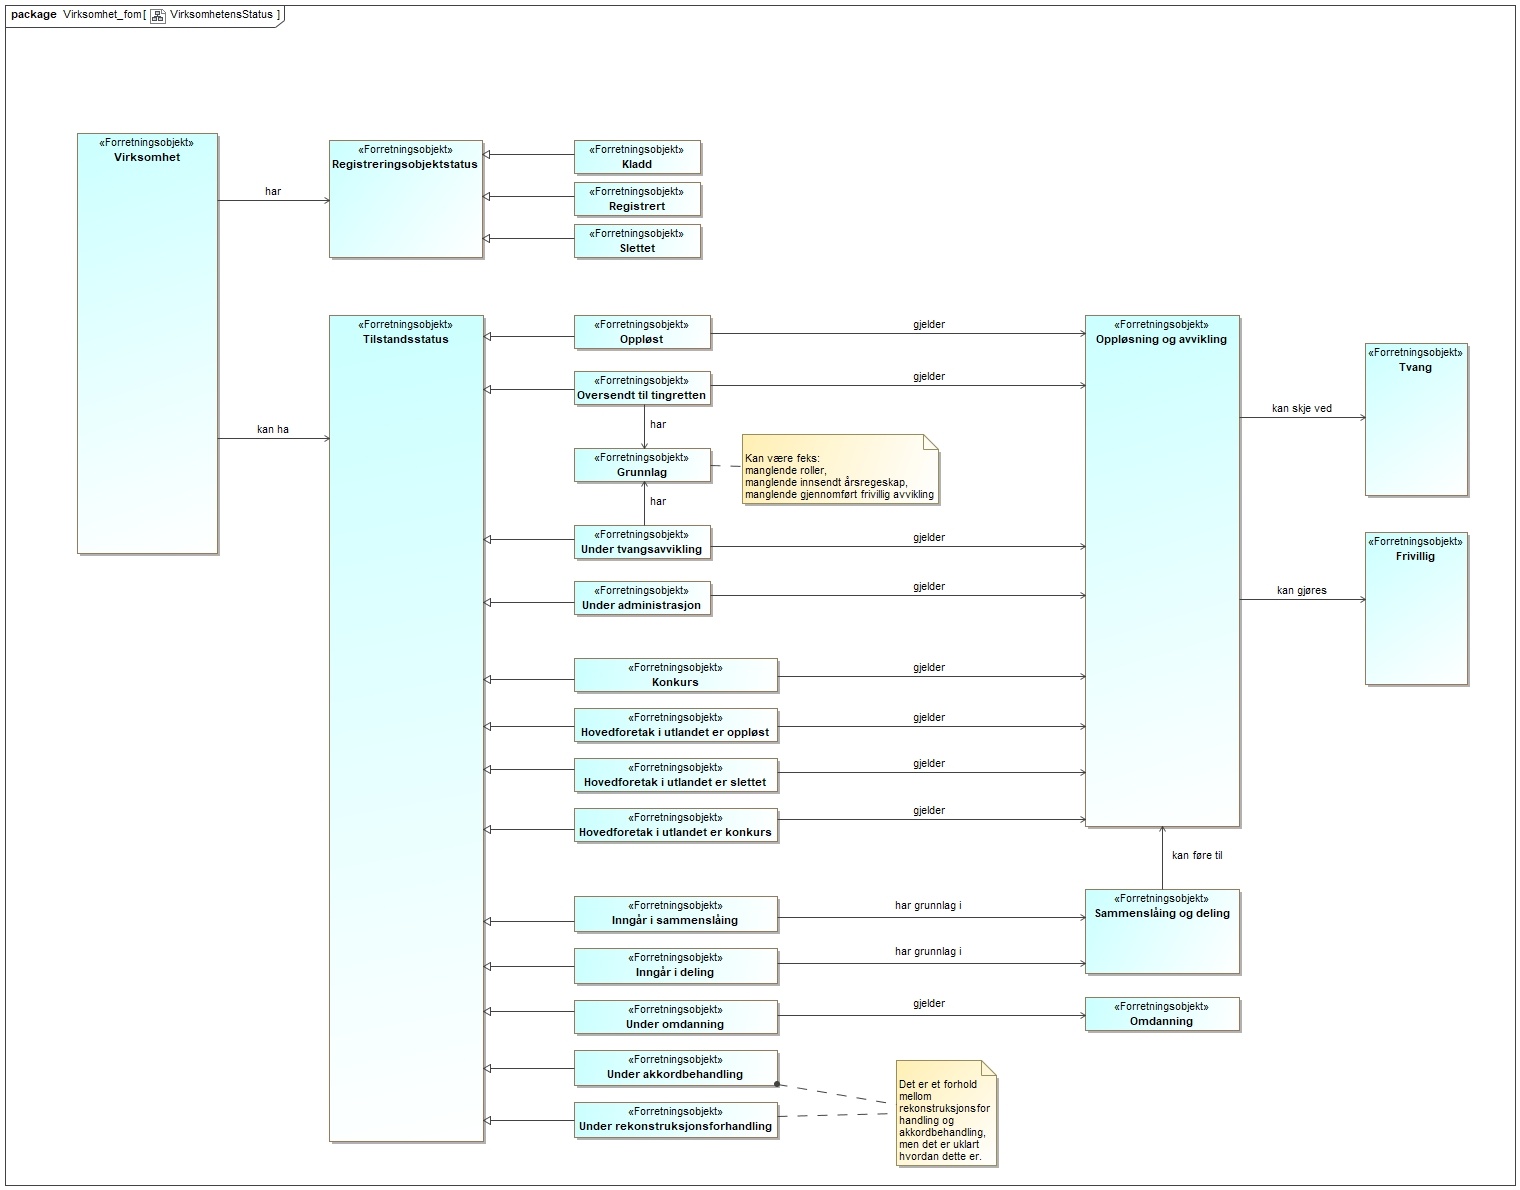 package Virksomhet_fom[ VirksomhetensStatus ]
«Forretningsobjekt»
Virksomhet
har
kan ha
«Forretningsobjekt»
Registreringsobjektstatus
«Forretningsobjekt»
Kladd
«Forretningsobjekt»
Registrert
«Forretningsobjekt»
Slettet
«Forretningsobjekt»
Tilstandsstatus
«Forretningsobjekt»
Oppløst
gjelder
«Forretningsobjekt»
Oversendt til tingretten
gjelder
har
«Forretningsobjekt»
Grunnlag
Kan være feks:
manglende roller,
manglende innsendt årsregeskap,
manglende gjennomført frivillig avvikling
har
«Forretningsobjekt»
Under tvangsavvikling
gjelder
«Forretningsobjekt»
Under administrasjon
gjelder
«Forretningsobjekt»
Konkurs
gjelder
«Forretningsobjekt»
Hovedforetak i utlandet er oppløst
gjelder
«Forretningsobjekt»
Hovedforetak i utlandet er slettet
gjelder
«Forretningsobjekt»
Hovedforetak i utlandet er konkurs
gjelder
«Forretningsobjekt»
Oppløsning og avvikling
kan skje ved
«Forretningsobjekt»
Tvang
kan gjøres
«Forretningsobjekt»
Frivillig
kan føre til
«Forretningsobjekt»
Inngår i sammenslåing
har grunnlag i
«Forretningsobjekt»
Sammenslåing og deling
«Forretningsobjekt»
Inngår i deling
har grunnlag i
«Forretningsobjekt»
Under omdanning
gjelder
«Forretningsobjekt»
Omdanning
«Forretningsobjekt»
Under akkordbehandling
«Forretningsobjekt»
Under rekonstruksjonsforhandling
Det er et forhold
mellom
rekonstruksjonsfor
handling og
akkordbehandling,
men det er uklart
hvordan dette er.